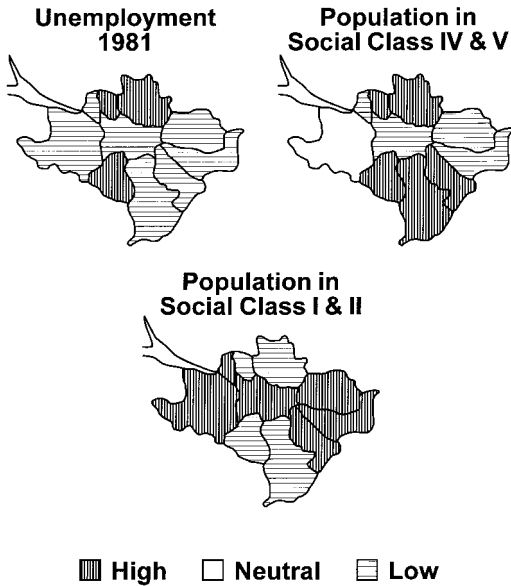 Unemployment
1981
Population in
Social Class IV & V
Population in
Social Class I & II
High
Neutral
Low